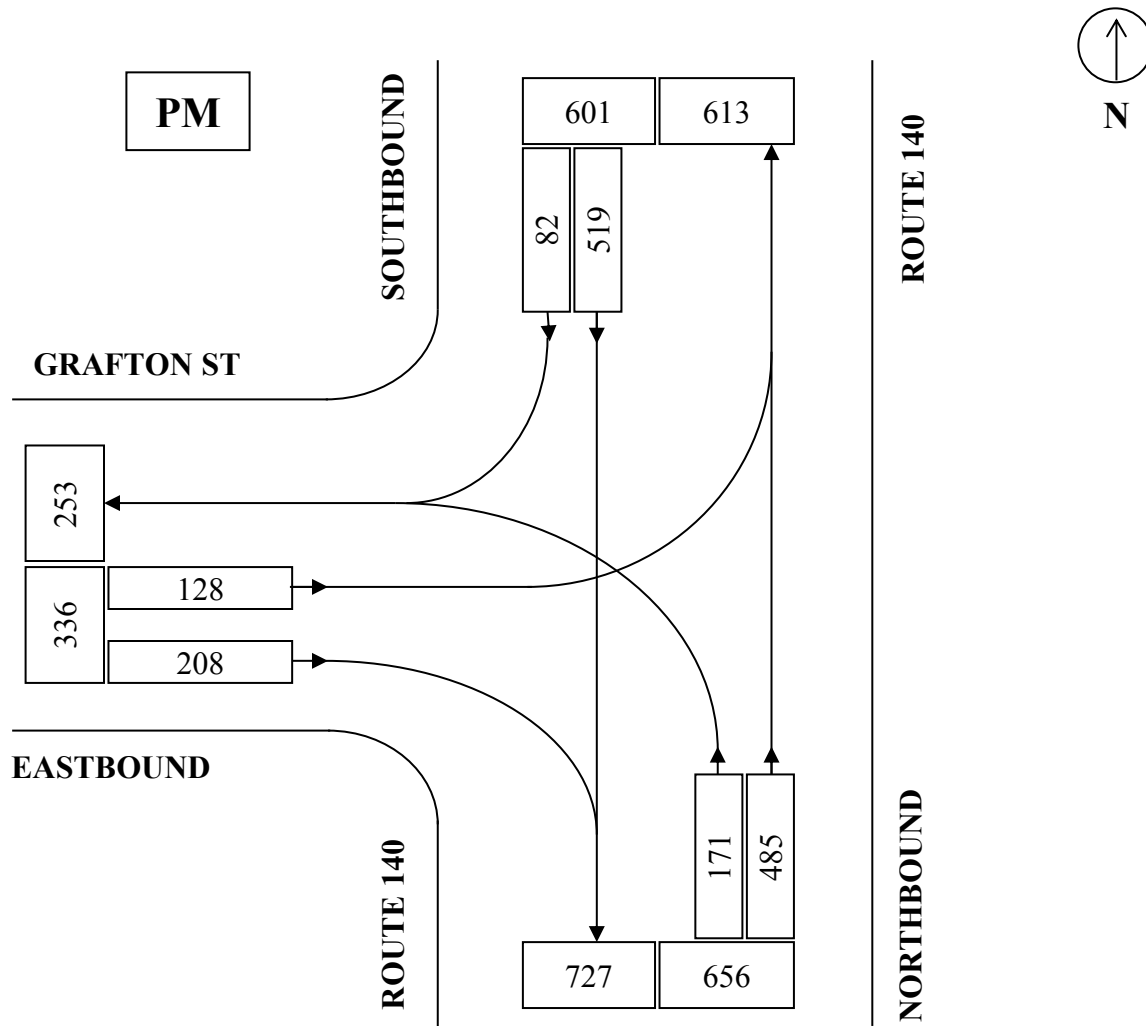 PM
SOUTHBOUND
601
613
ROUTE 140
N
82
519
GRAFTON ST
253
336
128
208
EASTBOUND
ROUTE 140
171
485
NORTHBOUND
727
656